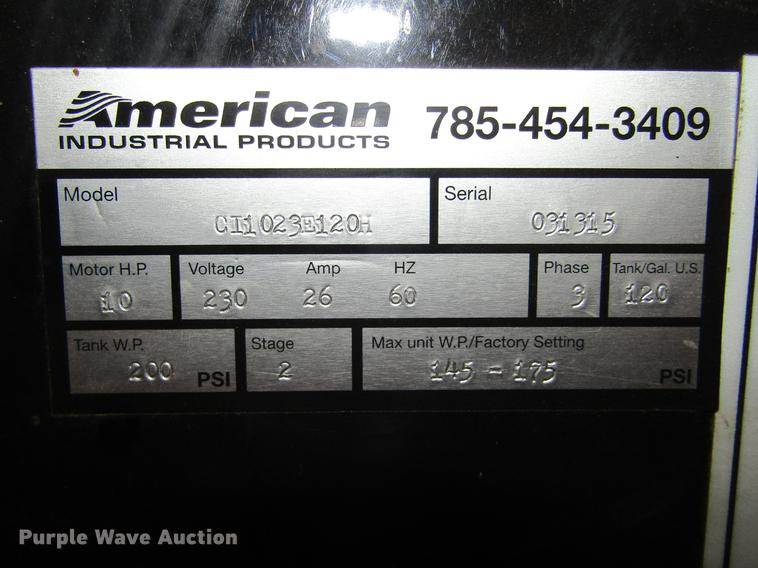 American
INDUSTRIAL PRODUCTS
785-454-3409
Model
CI1023E120H
Serial
031315
Motor H.P.
10
Voltage Amp HZ
230 26 60
Phase
3
Tank/Gal. U.S.
120
Tank W.P.
200 PSI
Stage
2
Max unit W.P./Factory Setting
145 - 175 PSI
Purple Wave Auction